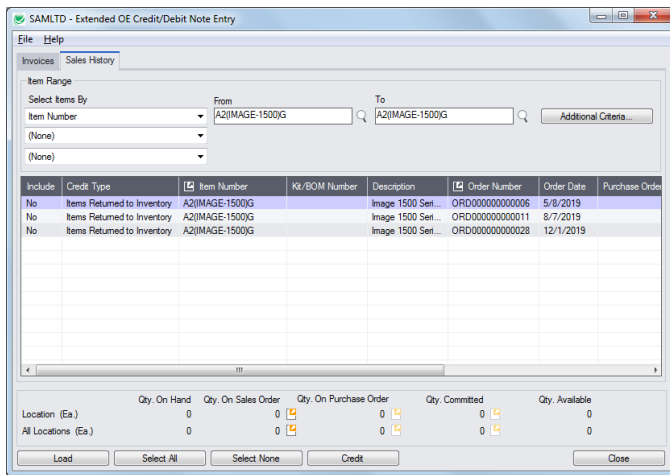 SAMLTD - Extended OE Credit/Debit Note Entry
File Help
Invoices Sales History
Item Range
Select Items By From To
Item Number A2(IMAGE-1500)G A2(IMAGE-1500)G Additional Criteria...
(None)
(None)
Include Credit Type Item Number Kit/BOM Number Description Order Number Order Date Purchase Order
No Items Returned to Inventory A2(IMAGE-1500)G Image 1500 Seri... ORD000000000006 5/8/2019
No Items Returned to Inventory A2(IMAGE-1500)G Image 1500 Seri... ORD000000000011 8/7/2019
No Items Returned to Inventory A2(IMAGE-1500)G Image 1500 Seri... ORD000000000028 12/1/2019
Qty. On Hand Qty. On Sales Order Qty. On Purchase Order Qty. Committed Qty. Available
Location (Ea.) 0 0 0 0 0
All Locations (Ea.) 0 0 0 0 0
Load Select All Select None Credit Close